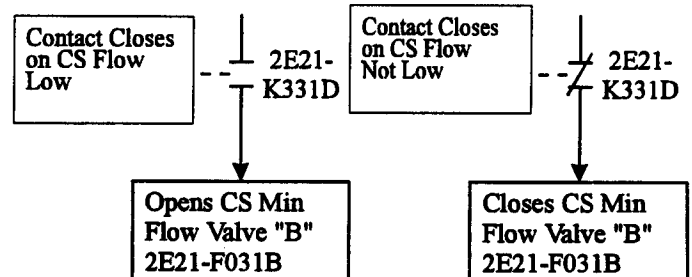 Contact Closes
on CS Flow
Low
2E21-
K331D
Contact Closes
on CS Flow
Not Low
2E21-
K331D
Opens CS Min
Flow Valve "B"
2E21-F031B
Closes CS Min
Flow Valve "B"
2E21-F031B